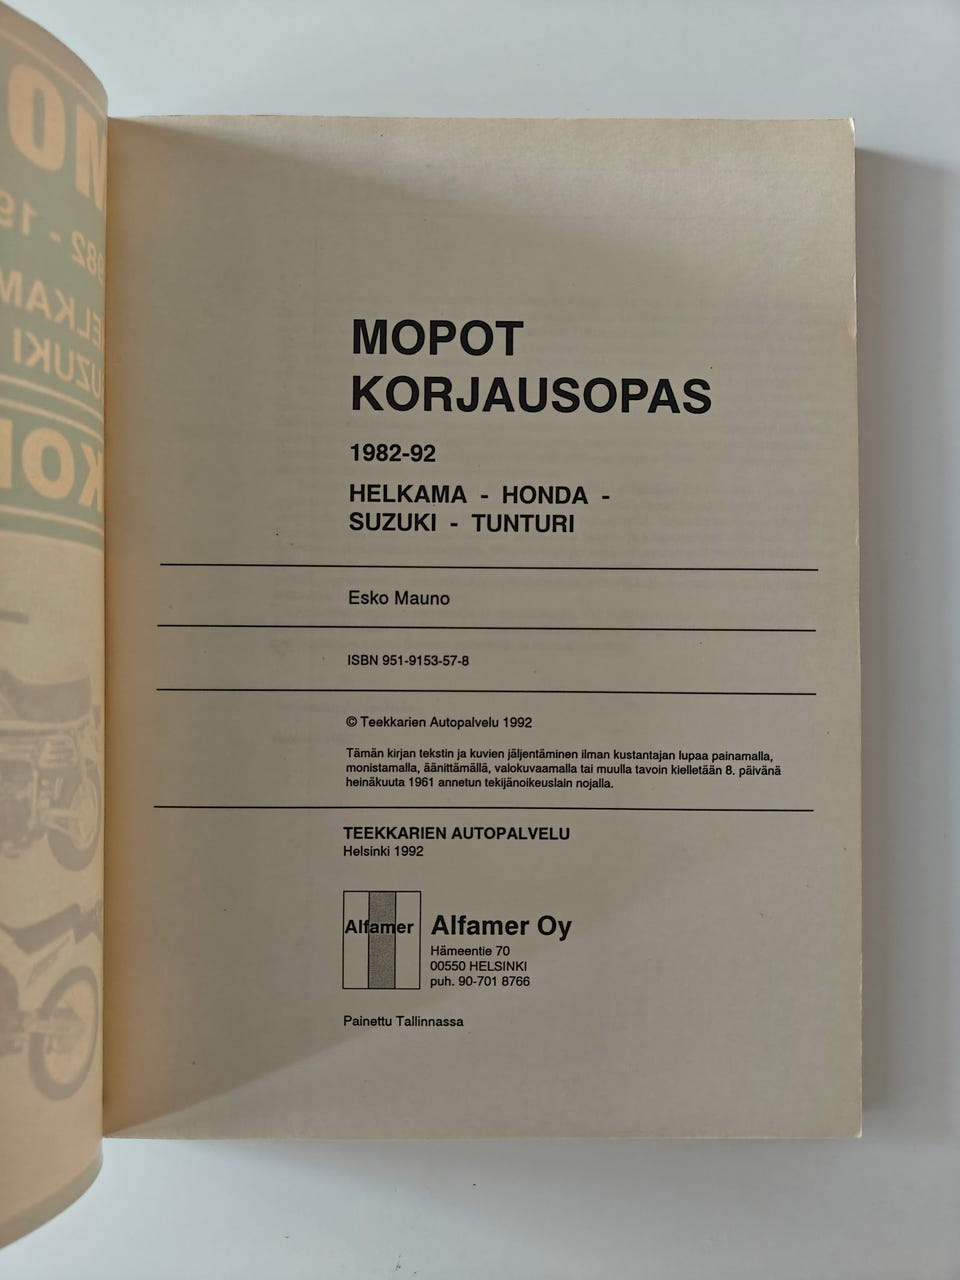 MOPOT
KORJAUSOPAS
1982-92
HELKAMA - HONDA -
SUZUKI - TUNTURI
Esko Mauno
ISBN 951-9153-57-8
© Teekkarien Autopalvelu 1992
Tämän kirjan tekstin ja kuvien jäljentäminen ilman kustantajan lupaa painamalla,
monistamalla, äänittämällä, valokuvaamalla tai muulla tavoin kielletään 8. päivänä
heinäkuuta 1961 annetun tekijänoikeuslain nojalla.
TEEKKARIEN AUTOPALVELU
Helsinki 1992
Alfamer
Alfamer Oy
Hämeentie 70
00550 HELSINKI
puh. 90-701 8766
Painettu Tallinnassa